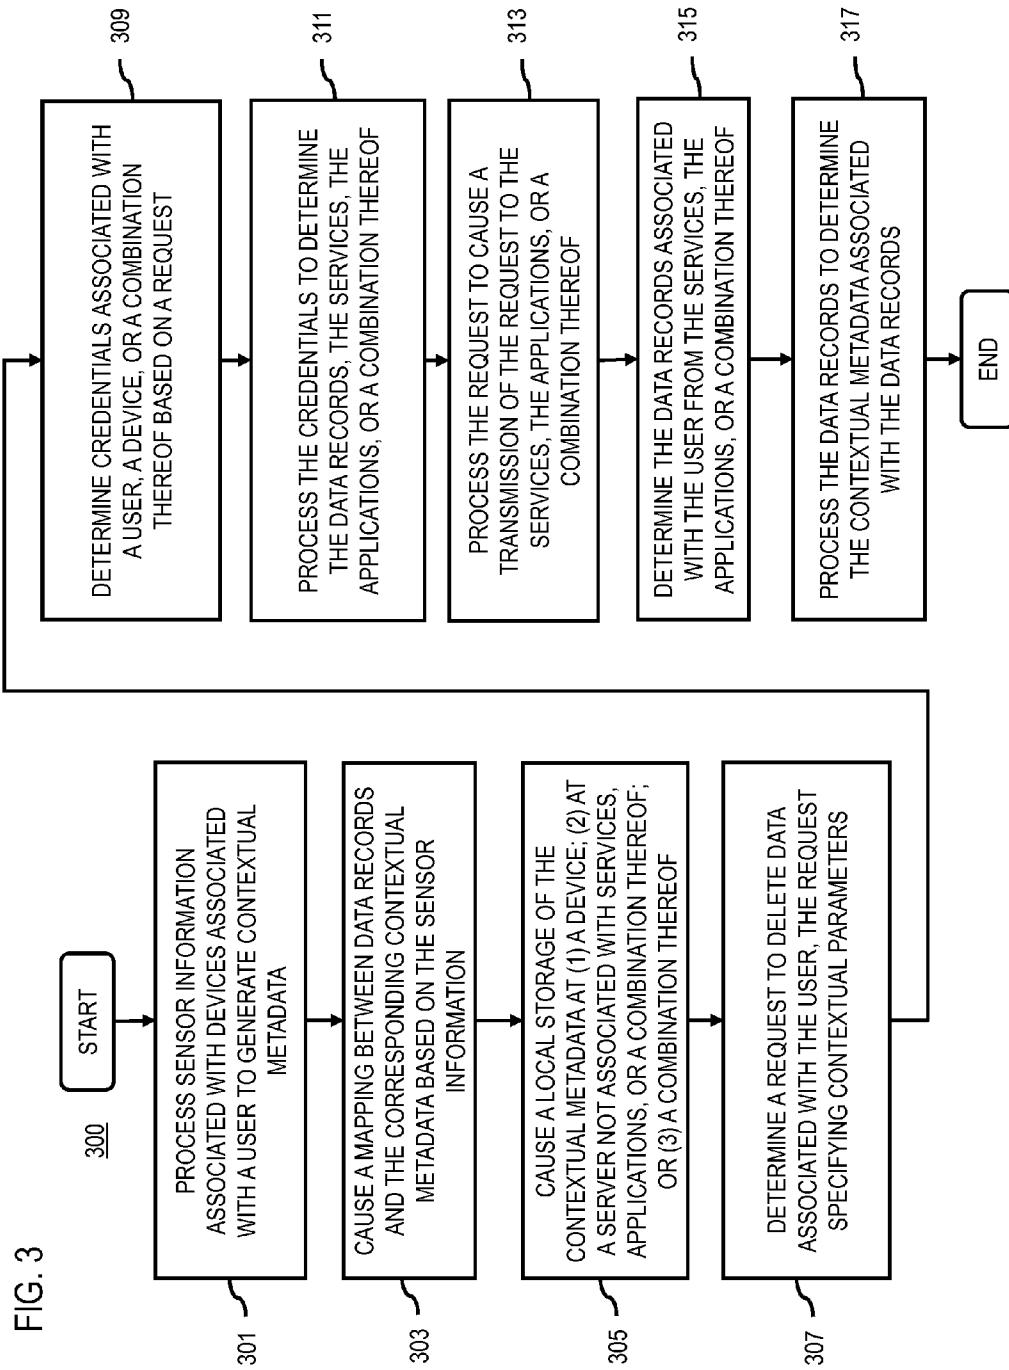 FIG. 3
300
START
PROCESS SENSOR INFORMATION
ASSOCIATED WITH DEVICES ASSOCIATED
WITH A USER TO GENERATE CONTEXTUAL
METADATA
301
CAUSE A MAPPING BETWEEN DATA RECORDS
AND THE CORRESPONDING CONTEXTUAL
METADATA BASED ON THE SENSOR
INFORMATION
303
CAUSE A LOCAL STORAGE OF THE
CONTEXTUAL METADATA AT (1) A DEVICE; (2) AT
A SERVER NOT ASSOCIATED WITH SERVICES,
APPLICATIONS, OR A COMBINATION THEREOF;
OR (3) A COMBINATION THEREOF
305
DETERMINE A REQUEST TO DELETE DATA
ASSOCIATED WITH THE USER, THE REQUEST
SPECIFYING CONTEXTUAL PARAMETERS
307
DETERMINE CREDENTIALS ASSOCIATED WITH
A USER, A DEVICE, OR A COMBINATION
THEREOF BASED ON A REQUEST
309
PROCESS THE CREDENTIALS TO DETERMINE
THE DATA RECORDS, THE SERVICES, THE
APPLICATIONS, OR A COMBINATION THEREOF
311
PROCESS THE REQUEST TO CAUSE A
TRANSMISSION OF THE REQUEST TO THE
SERVICES, THE APPLICATIONS, OR A
COMBINATION THEREOF
313
DETERMINE THE DATA RECORDS ASSOCIATED
WITH THE USER FROM THE SERVICES, THE
APPLICATIONS, OR A COMBINATION THEREOF
315
PROCESS THE DATA RECORDS TO DETERMINE
THE CONTEXTUAL METADATA ASSOCIATED
WITH THE DATA RECORDS
317
END